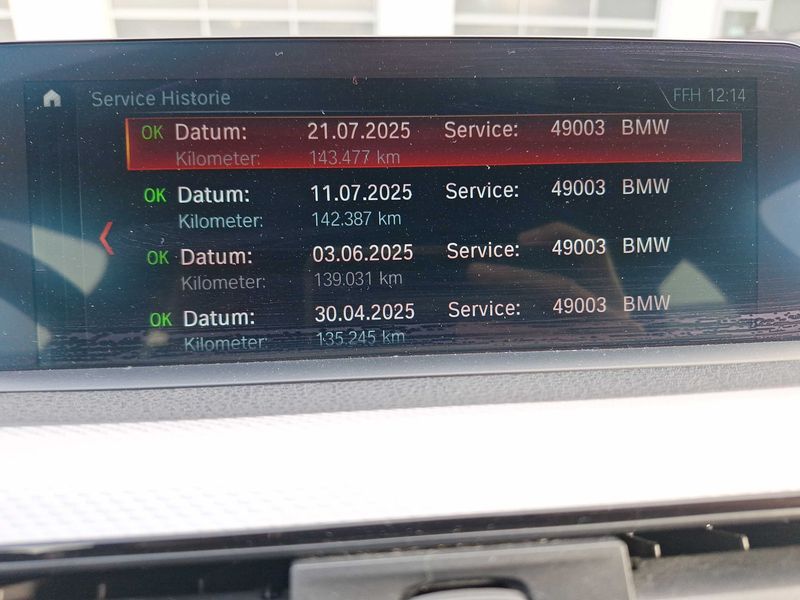 Service Historie FFH 12:14
OK Datum: 21.07.2025 Service: 49003 BMW
Kilometer: 143.477 km
OK Datum: 11.07.2025 Service: 49003 BMW
Kilometer: 142.387 km
OK Datum: 03.06.2025 Service: 49003 BMW
Kilometer: 139.031 km
OK Datum: 30.04.2025 Service: 49003 BMW
Kilometer: 135.245 km